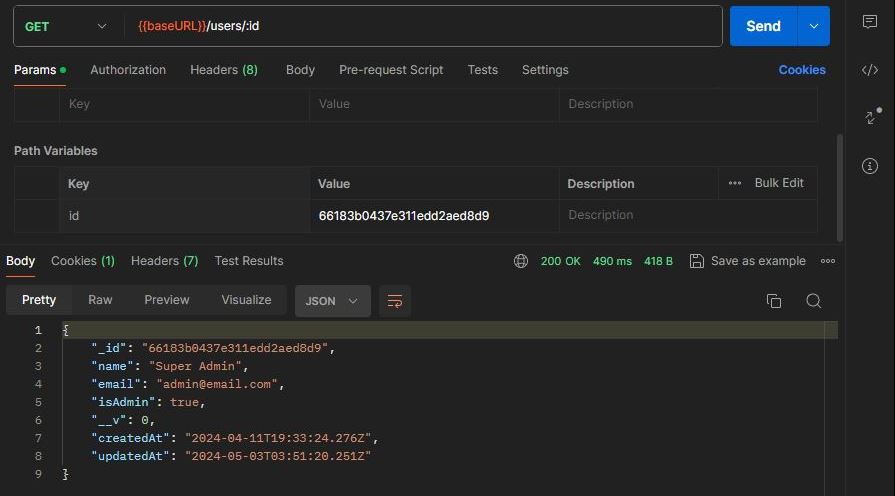 GET {{baseURL}}/users/:id Send
Params Authorization Headers (8) Body Pre-request Script Tests Settings Cookies
Key Value Description
Path Variables
Key Value Description ••• Bulk Edit
id 66183b0437e311edd2aed8d9 Description
Body Cookies (1) Headers (7) Test Results 200 OK 490 ms 418 B Save as example
Pretty Raw Preview Visualize JSON
1 {
2 "_id": "66183b0437e311edd2aed8d9",
3 "name": "Super Admin",
4 "email": "admin@email.com",
5 "isAdmin": true,
6 "__v": 0,
7 "createdAt": "2024-04-11T19:33:24.276Z",
8 "updatedAt": "2024-05-03T03:51:20.251Z"
9 }